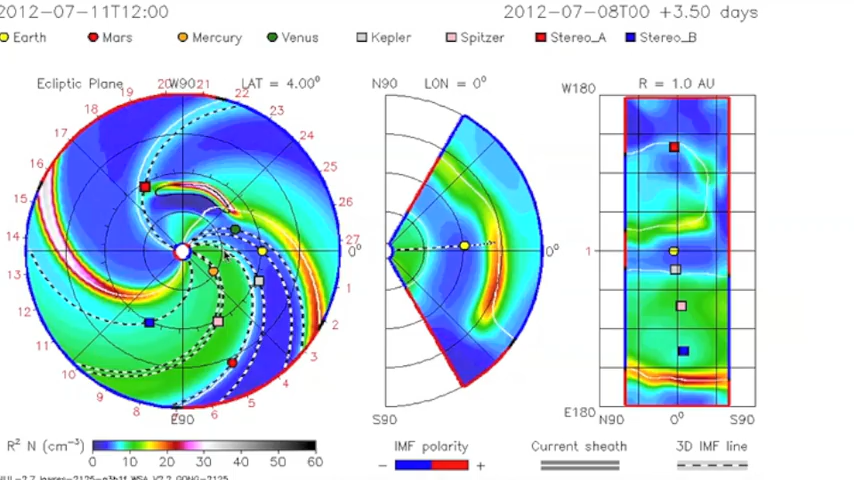 2012-07-11T12:00
2012-07-08T00 +3.50 days
Earth Mars Mercury Venus Kepler Spitzer Stereo_A Stereo_B
Ecliptic Plane W90 LAT = 4.00° N90 LON = 0° W180 R = 1.0 AU
20 21
19 22
18 23
17 24
16 25
15 26
14 27 0° 0° 1
13 1
12 2
11 3
10 4
9 5
8 6
E90 S90 E180 N90 0° S90
R² N (cm⁻³) IMF polarity Current sheath 3D IMF line
0 10 20 30 40 50 60 - +